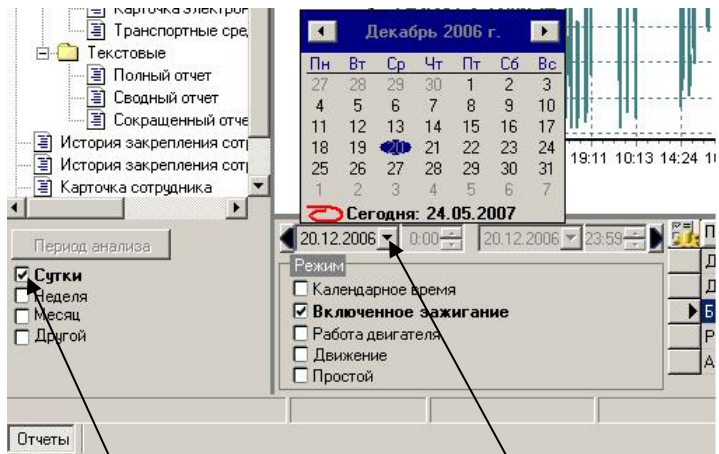 Транспортные сре
Текстовые
Полный отчет
Сводный отчет
Сокращенный отче
История закрепления сот
История закрепления сот
Карточка сотрудника
Декабрь 2006 г.
Пн Вт Ср Чт Пт Сб Вс
27 28 29 30 1 2 3
4 5 6 7 8 9 10
11 12 13 14 15 16 17
18 19 20 21 22 23 24
25 26 27 28 29 30 31
1 2 3 4 5 6 7
Сегодня: 24.05.2007
19:11 10:13 14:24
Период анализа
Сутки
Неделя
Месяц
Другой
20.12.2006 0:00 20.12.2006 23:59
Режим
Календарное время
Включенное зажигание
Работа двигателя
Движение
Простой
П
Д
Д
Б
Р
А
Отчеты